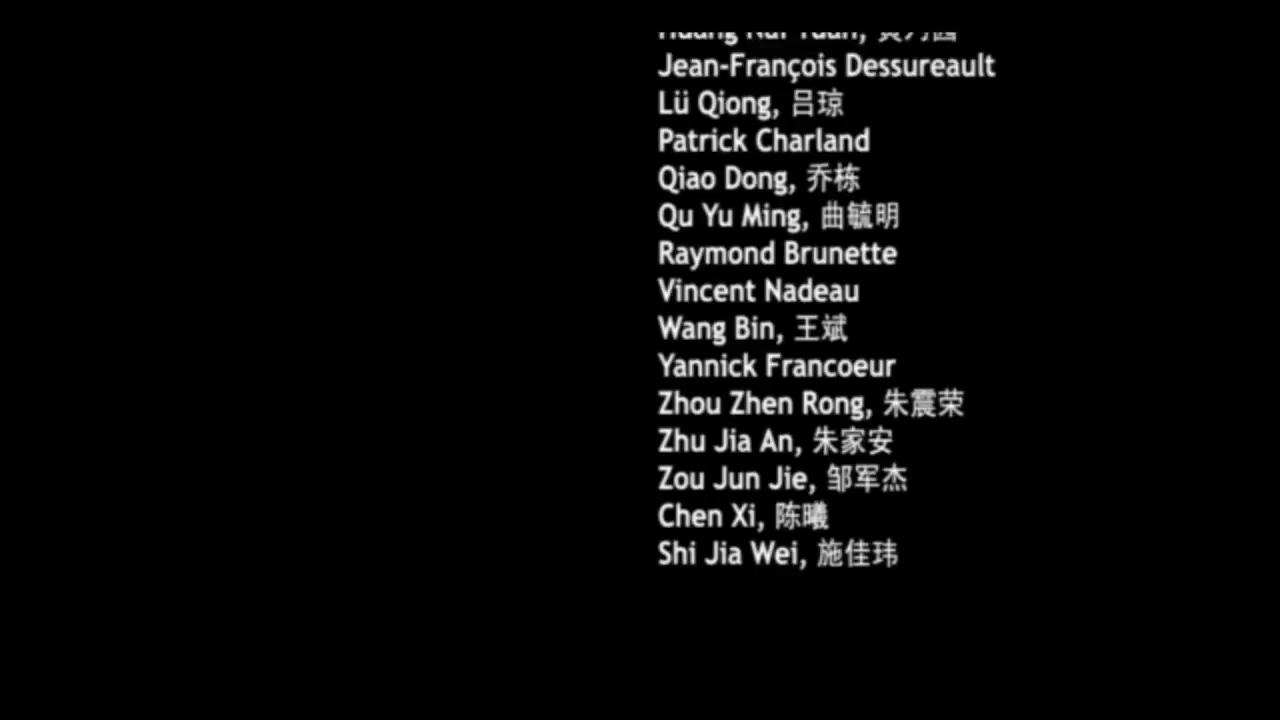 Jean-François Dessureault
Lü Qiong, 吕琼
Patrick Charland
Qiao Dong, 乔栋
Qu Yu Ming, 曲毓明
Raymond Brunette
Vincent Nadeau
Wang Bin, 王斌
Yannick Francoeur
Zhou Zhen Rong, 朱震荣
Zhu Jia An, 朱家安
Zou Jun Jie, 邹军杰
Chen Xi, 陈曦
Shi Jia Wei, 施佳玮